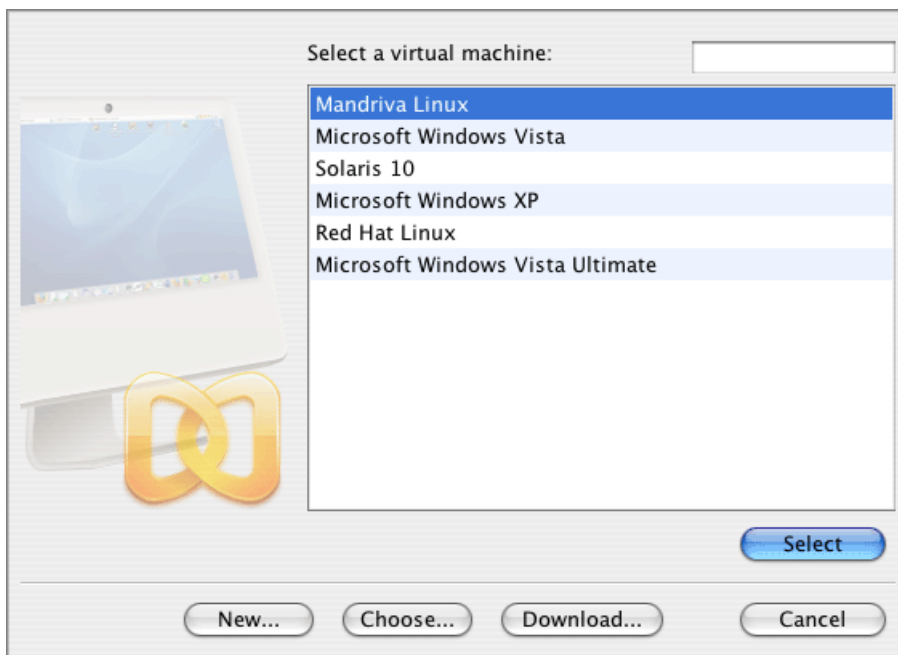 Select a virtual machine:
Mandriva Linux
Microsoft Windows Vista
Solaris 10
Microsoft Windows XP
Red Hat Linux
Microsoft Windows Vista Ultimate
Select
New...
Choose...
Download...
Cancel